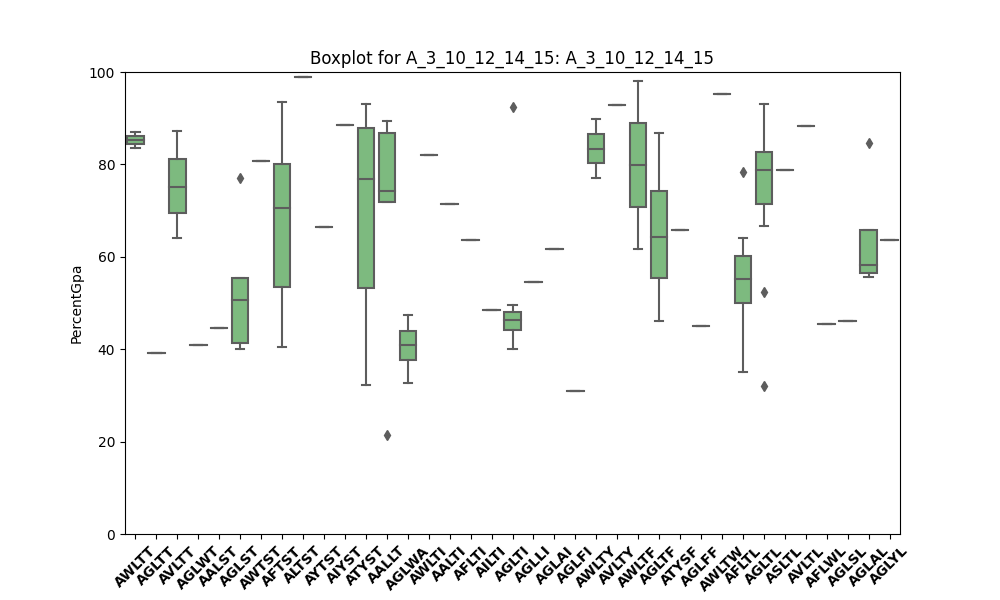 Boxplot for A_3_10_12_14_15: A_3_10_12_14_15
PercentGpa
100
80
60
40
20
0
AWLTT
AGLTT
AVLTT
AGLWT
AALST
AGLST
AWTST
AFTST
ALTST
AYTST
AIYST
ATYST
AALLT
AGLWA
AWLTI
AALTI
AFLTI
AILTI
AGLTI
AGLLI
AGLAI
AGLFI
AWLTY
AVLTY
AWLTF
AGLTF
ATYSF
AGLFF
AWLTW
AFLTL
AGLTL
ASLTL
AVLTL
AFLWL
AGLSL
AGLAL
AGLYL